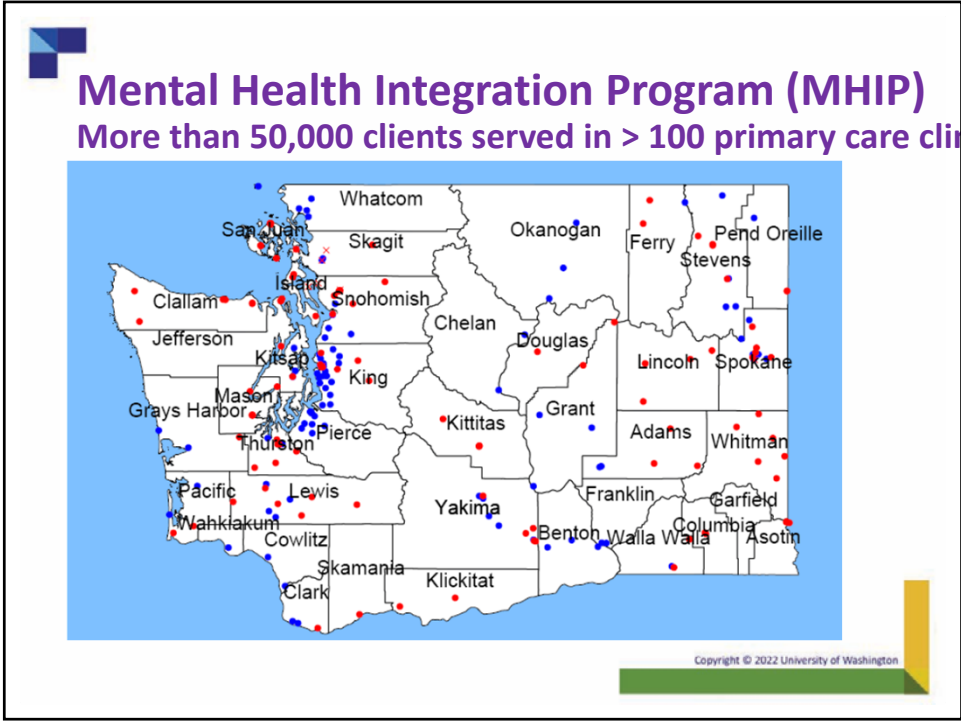 Mental Health Integration Program (MHIP)
More than 50,000 clients served in > 100 primary care
Whatcom
San Juan
Skagit
Okanogan
Ferry
Pend Oreille
Stevens
Island
Snohomish
Clallam
Chelan
Jefferson
Douglas
Kitsap
Lincoln
Spokane
King
Mason
Grays Harbor
Grant
Kittitas
Adams
Pierce
Whitman
Thurston
Pacific
Lewis
Franklin
Garfield
Yakima
Wahkiakum
Columbia
Benton
Walla Walla
Asotin
Cowlitz
Skamania
Klickitat
Clark
Copyright © 2022 University of Washington